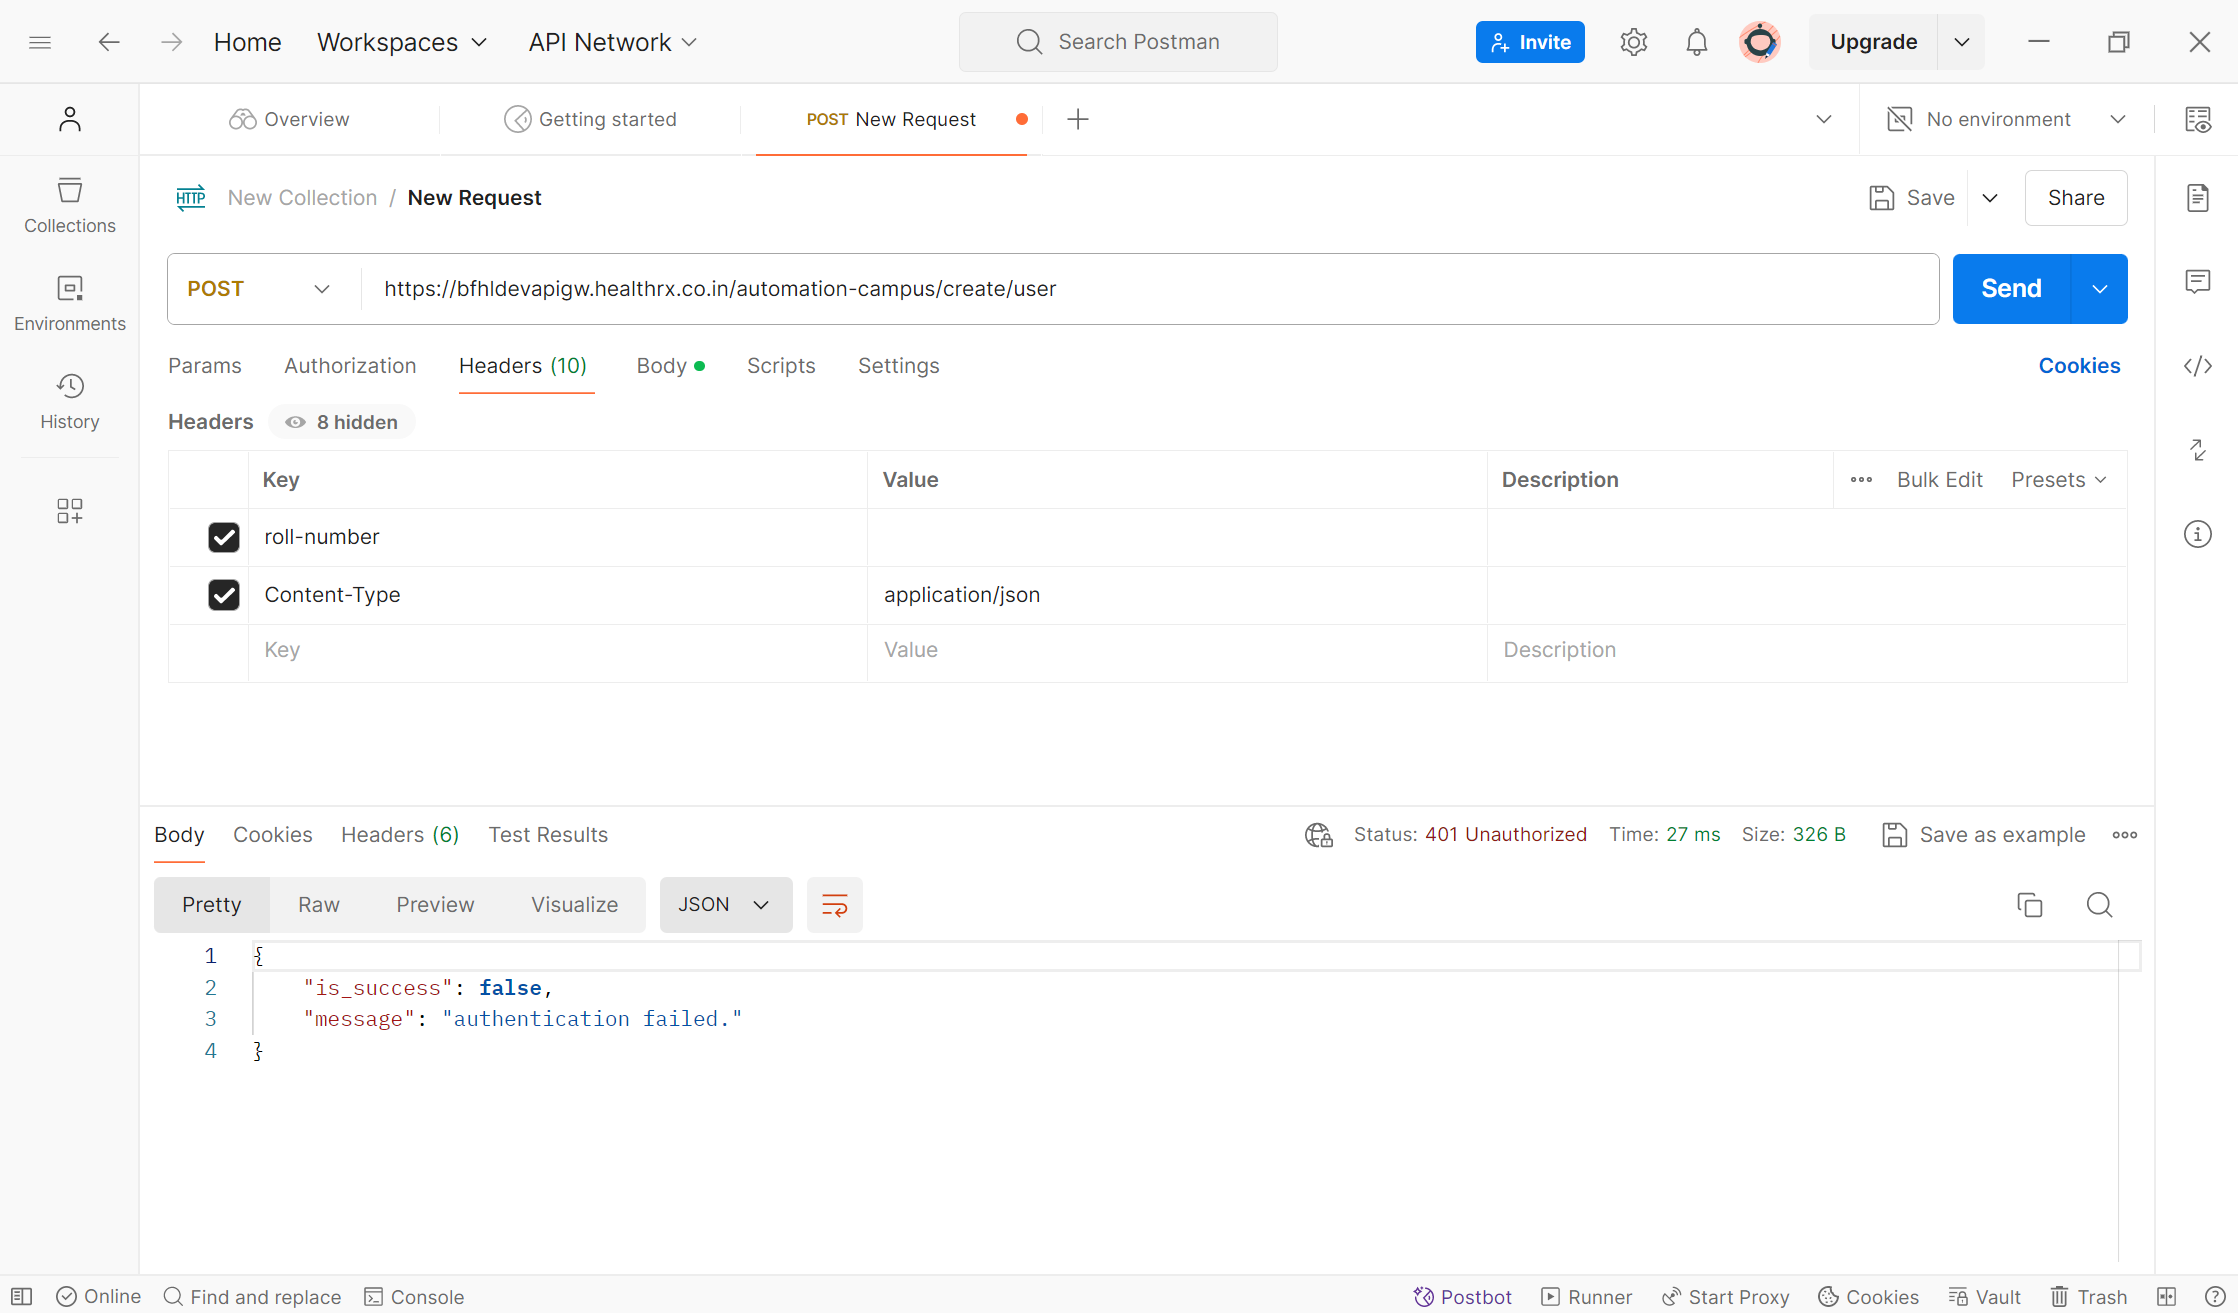 Home Workspaces API Network Search Postman Invite Upgrade
Overview Getting started POST New Request No environment
HTTP New Collection / New Request Save Share
Collections
Environments
History
POST https://bfhldevapigw.healthrx.co.in/automation-campus/create/user Send
Params Authorization Headers (10) Body Scripts Settings Cookies
Headers 8 hidden
Key Value Description Bulk Edit Presets
roll-number
Content-Type application/json
Key Value Description
Body Cookies Headers (6) Test Results Status: 401 Unauthorized Time: 27 ms Size: 326 B Save as example
Pretty Raw Preview Visualize JSON
1 {
2 "is_success": false,
3 "message": "authentication failed."
4 }
Online Find and replace Console Postbot Runner Start Proxy Cookies Vault Trash